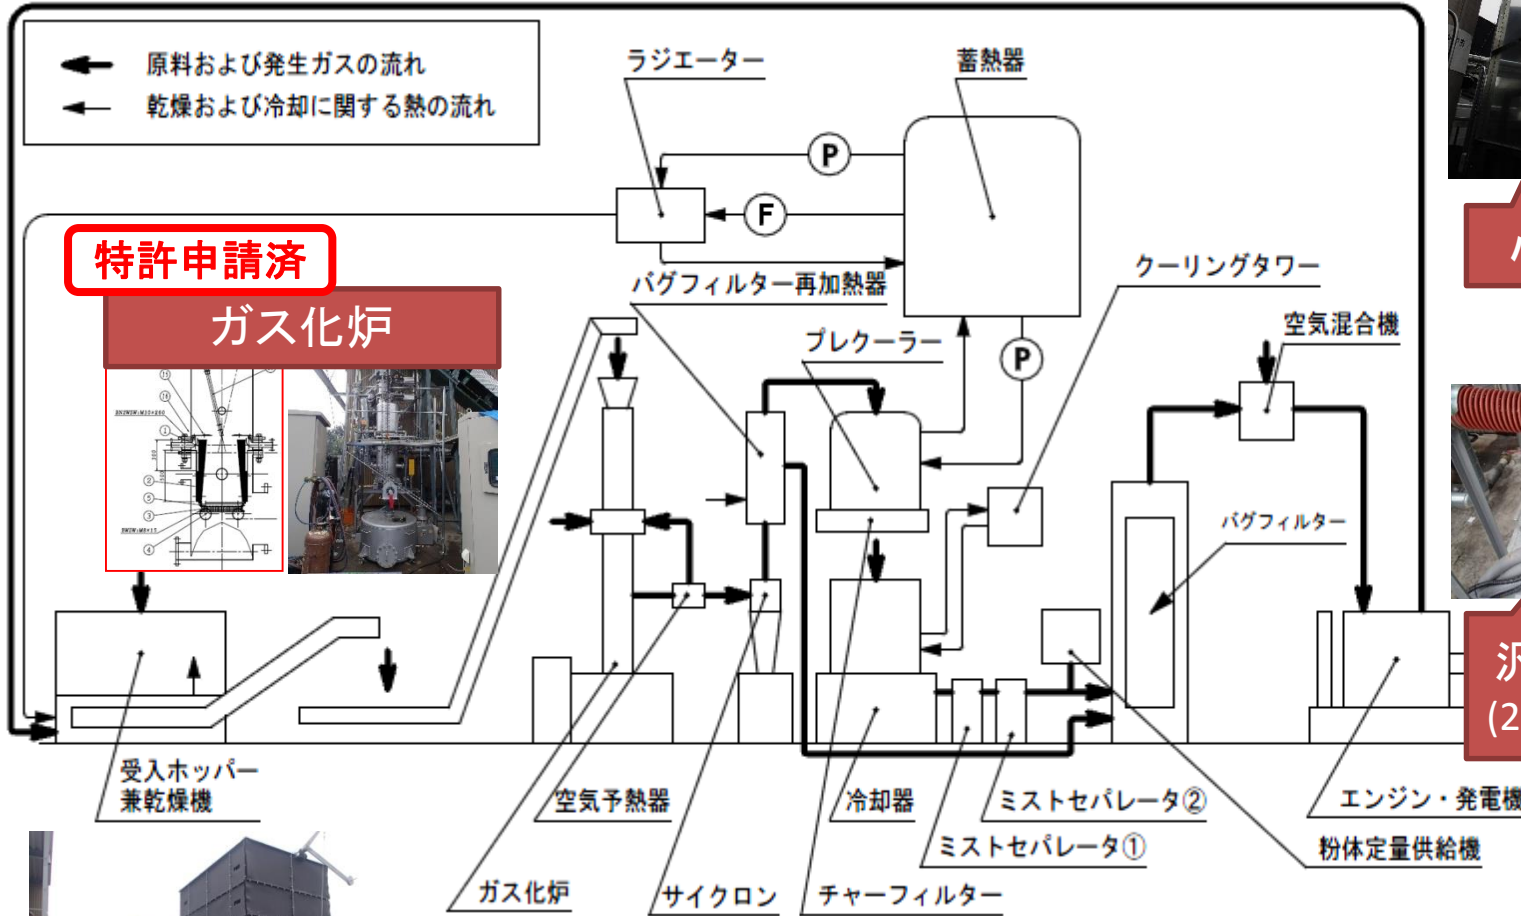 原料および発生ガスの流れ
乾燥および冷却に関する熱の流れ
ラジエーター
蓄熱器
P
F
特許申請済
ガス化炉
バグフィルター再加熱器
クーリングタワー
プレクーラー
P
空気混合機
バグフィルター
受入ホッパー
兼乾燥機
空気予熱器
冷却器
ミストセパレータ②
エンジン・発電機
ミストセパレータ①
粉体定量供給機
ガス化炉
サイクロン
チャーフィルター
(2